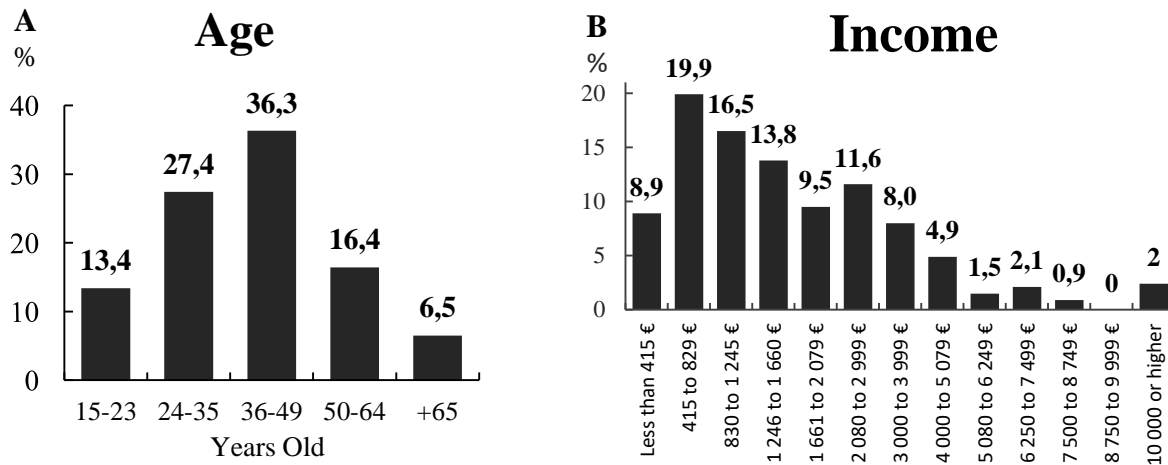 A
Age
%
40
30
20
10
0
13,4
27,4
36,3
16,4
6,5
15-23
24-35
36-49
50-64
+65
Years Old
B
Income
%
20
15
10
5
0
8,9
19,9
16,5
13,8
9,5
11,6
8,0
4,9
1,5
2,1
0,9
0
2
Less than 415 €
415 to 829 €
830 to 1 245 €
1 246 to 1 660 €
1 661 to 2 079 €
2 080 to 2 999 €
3 000 to 3 999 €
4 000 to 5 079 €
5 080 to 6 249 €
6 250 to 7 499 €
7 500 to 8 749 €
8 750 to 9 999 €
10 000 or higher